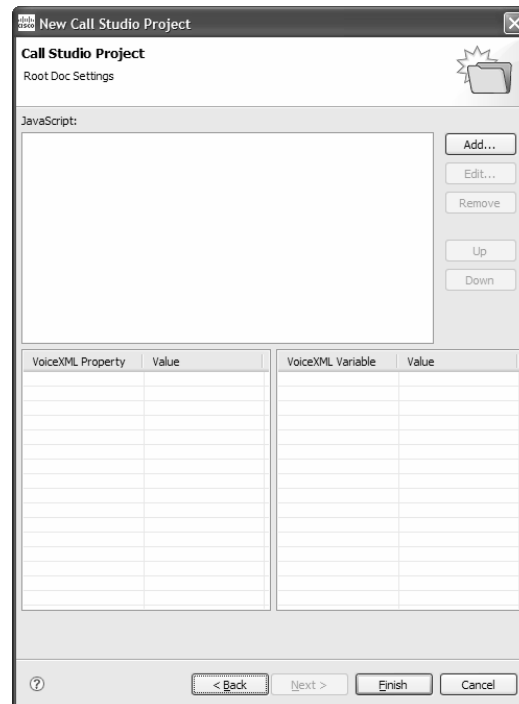 cisco New Call Studio Project
Call Studio Project
Root Doc Settings
JavaScript:
Add...
Edit...
Remove
Up
Down
VoiceXML Property Value
VoiceXML Variable Value
< Back
Next >
Finish
Cancel